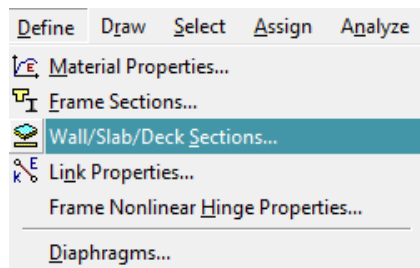 Define Draw Select Assign Analyze
Material Properties...
Frame Sections...
Wall/Slab/Deck Sections...
Link Properties...
Frame Nonlinear Hinge Properties...
Diaphragms...